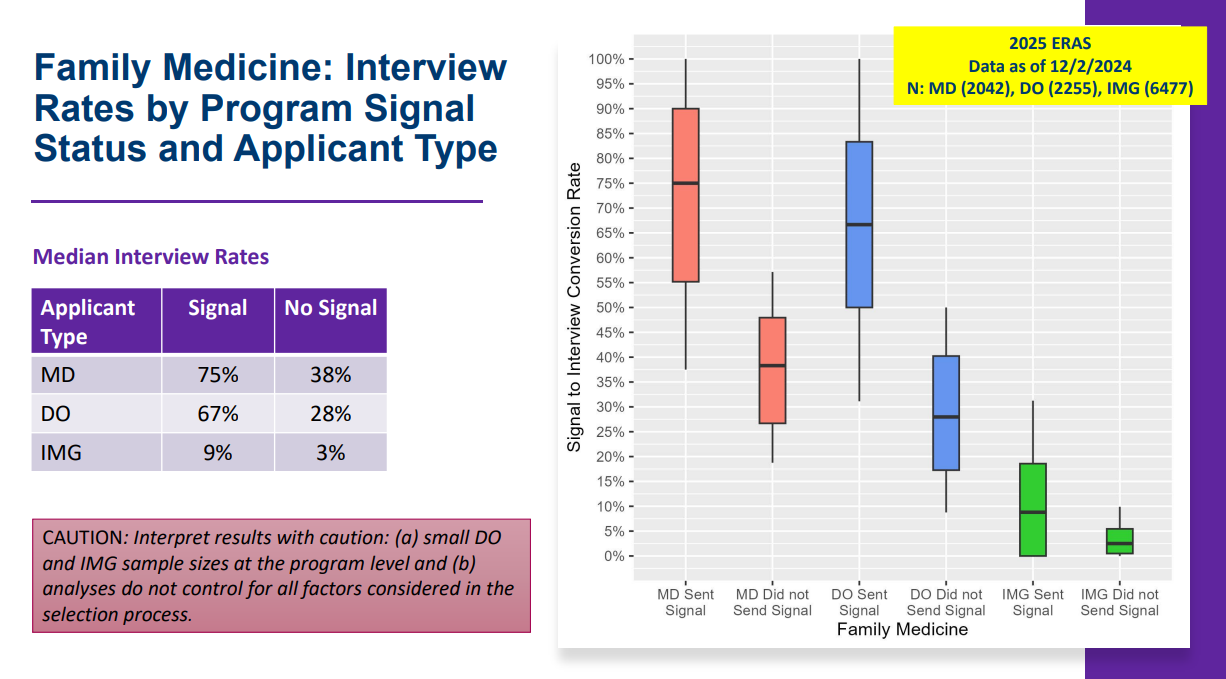 Family Medicine: Interview
Rates by Program Signal
Status and Applicant Type
Median Interview Rates
Applicant Type Signal No Signal
MD 75% 38%
DO 67% 28%
IMG 9% 3%
CAUTION: Interpret results with caution: (a) small DO
and IMG sample sizes at the program level and (b)
analyses do not control for all factors considered in the
selection process.
2025 ERAS
Data as of 12/2/2024
N: MD (2042), DO (2255), IMG (6477)
Signal to Interview Conversion Rate
100%
95%
90%
85%
80%
75%
70%
65%
60%
55%
50%
45%
40%
35%
30%
25%
20%
15%
10%
5%
0%
MD Sent Signal
MD Did not Send Signal
DO Sent Signal
DO Did not Send Signal
IMG Sent Signal
IMG Did not Send Signal
Family Medicine